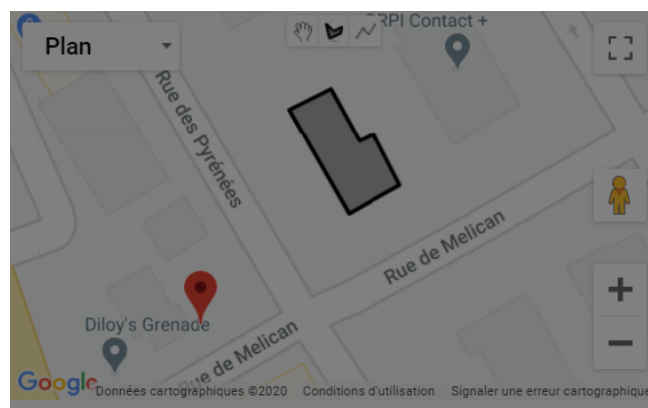 Plan
CRPI Contact +
Rue des Pyrénées
Rue de Melican
Diloy's Grenade
Rue de Melican
Google
Données cartographiques ©2020 Conditions d'utilisation Signaler une erreur cartographique